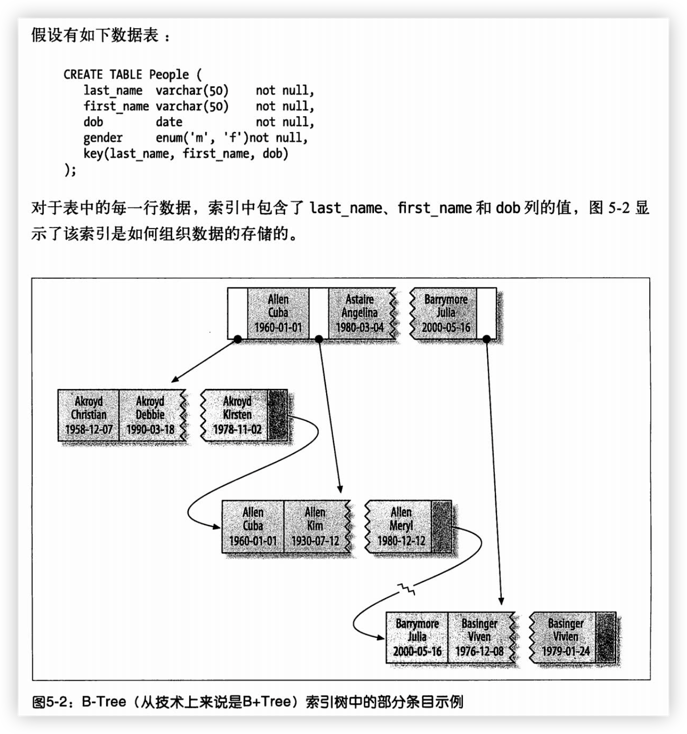 假设有如下数据表：
CREATE TABLE People (
last_name varchar(50) not null,
first_name varchar(50) not null,
dob date not null,
gender enum('m', 'f')not null,
key(last_name, first_name, dob)
);
对于表中的每一行数据，索引中包含了 last_name、first_name 和 dob 列的值，图 5-2 显
示了该索引是如何组织数据的存储的。
Allen
Cuba
1960-01-01
Astaire
Angelina
1980-03-04
Barrymore
Julia
2000-05-16
Akroyd
Christian
1958-12-07
Akroyd
Debbie
1990-03-18
Akroyd
Kirsten
1978-11-02
Allen
Cuba
1960-01-01
Allen
Kim
1930-07-12
Allen
Meryl
1980-12-12
Barrymore
Julia
2000-05-16
Basinger
Viven
1976-12-08
Basinger
Vivien
1979-01-24
图5-2：B-Tree（从技术上来说是B+Tree）索引树中的部分条目示例